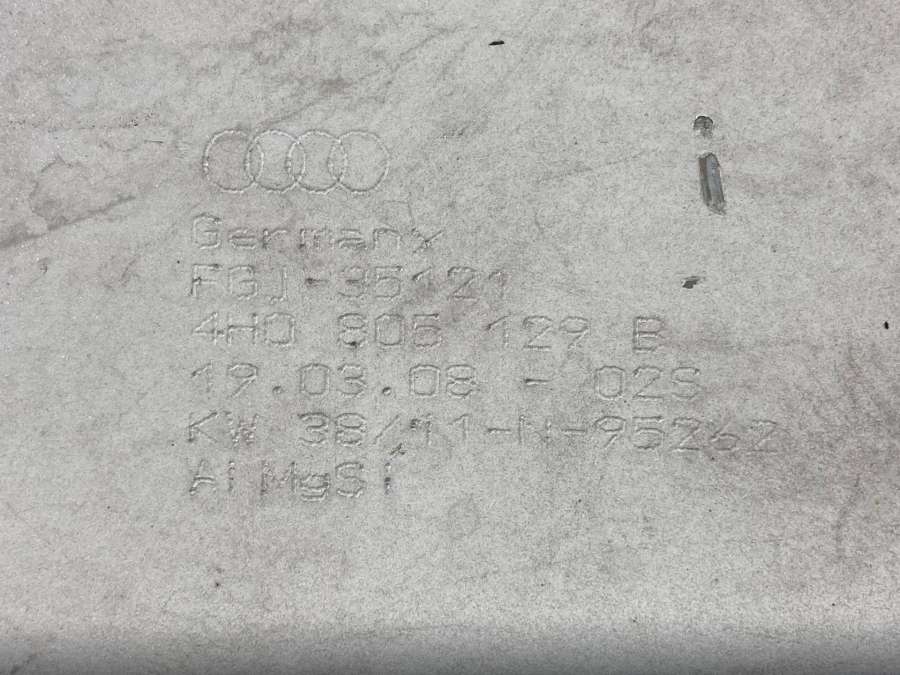 Germany
FGJ-35121
4H0 805 129 B
19.03.08 - 02S
KW 38/11-N-95262
AlMgSi